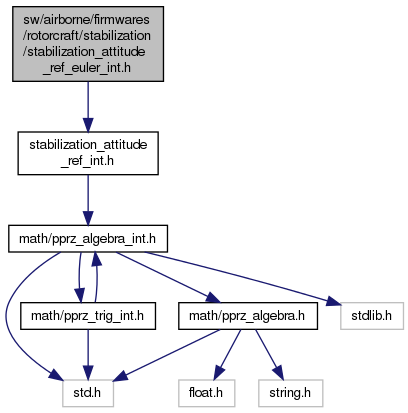 sw/airborne/firmwares
/rotorcraft/stabilization
/stabilization_attitude
_ref_euler_int.h
stabilization_attitude
_ref_int.h
math/pprz_algebra_int.h
math/pprz_trig_int.h
math/pprz_algebra.h
stdlib.h
std.h
float.h
string.h